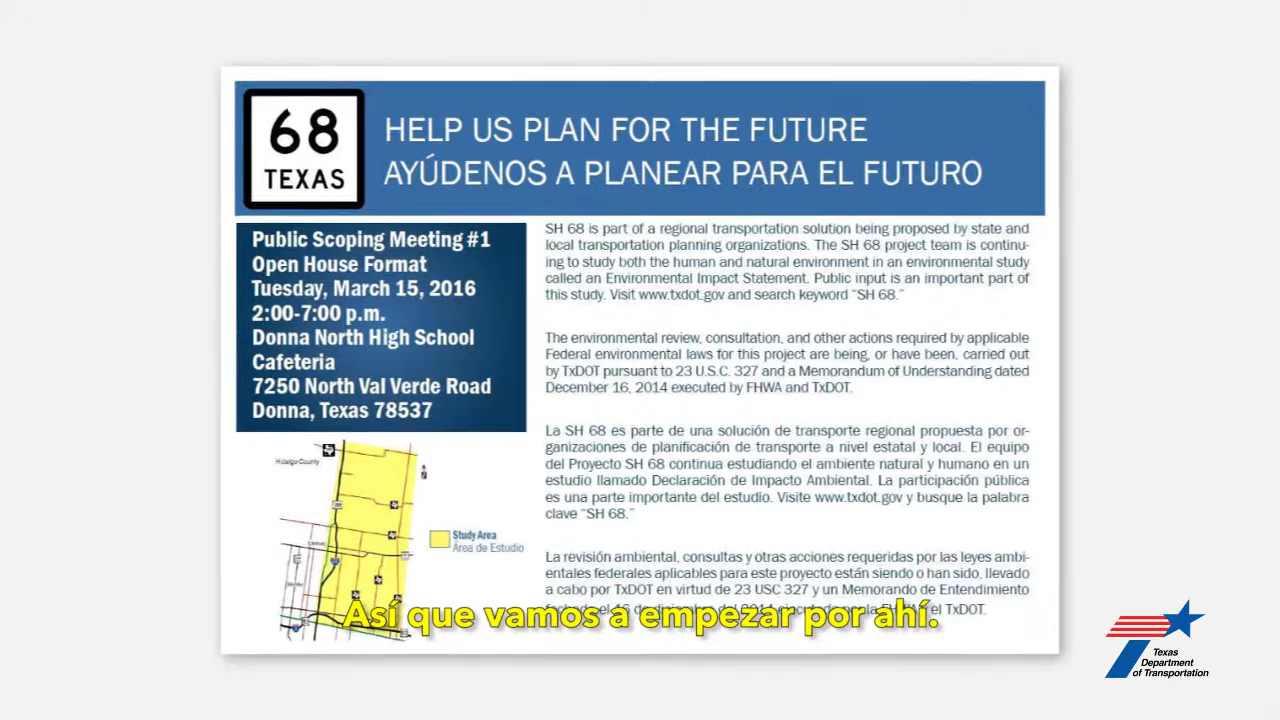 68
TEXAS
HELP US PLAN FOR THE FUTURE
AYÚDENOS A PLANEAR PARA EL FUTURO
Public Scoping Meeting #1
Open House Format
Tuesday, March 15, 2016
2:00-7:00 p.m.
Donna North High School
Cafeteria
7250 North Val Verde Road
Donna, Texas 78537
SH 68 is part of a regional transportation solution being proposed by state and
local transportation planning organizations. The SH 68 project team is continu-
ing to study both the human and natural environment in an environmental study
called an Environmental Impact Statement. Public input is an important part of
this study. Visit www.txdot.gov and search keyword “SH 68.”
The environmental review, consultation, and other actions required by applicable
Federal environmental laws for this project are being, or have been, carried out
by TxDOT pursuant to 23 U.S.C. 327 and a Memorandum of Understanding dated
December 16, 2014 executed by FHWA and TxDOT.
La SH 68 es parte de una solución de transporte regional propuesta por or-
ganizaciones de planificación de transporte a nivel estatal y local. El equipo
del Proyecto SH 68 continua estudiando el ambiente natural y humano en un
estudio llamado Declaración de Impacto Ambiental. La participación pública
es una parte importante del estudio. Visite www.txdot.gov y busque la palabra
clave “SH 68.”
La revisión ambiental, consultas y otras acciones requeridas por las leyes ambi-
entales federales aplicables para este proyecto están siendo o han sido, llevado
a cabo por TxDOT en virtud de 23 USC 327 y un Memorando de Entendimiento
el TxDOT.
Hidalgo County
Study Area
Área de Estudio
Así que vamos a empezar por ahí.
Texas
Department
of Transportation